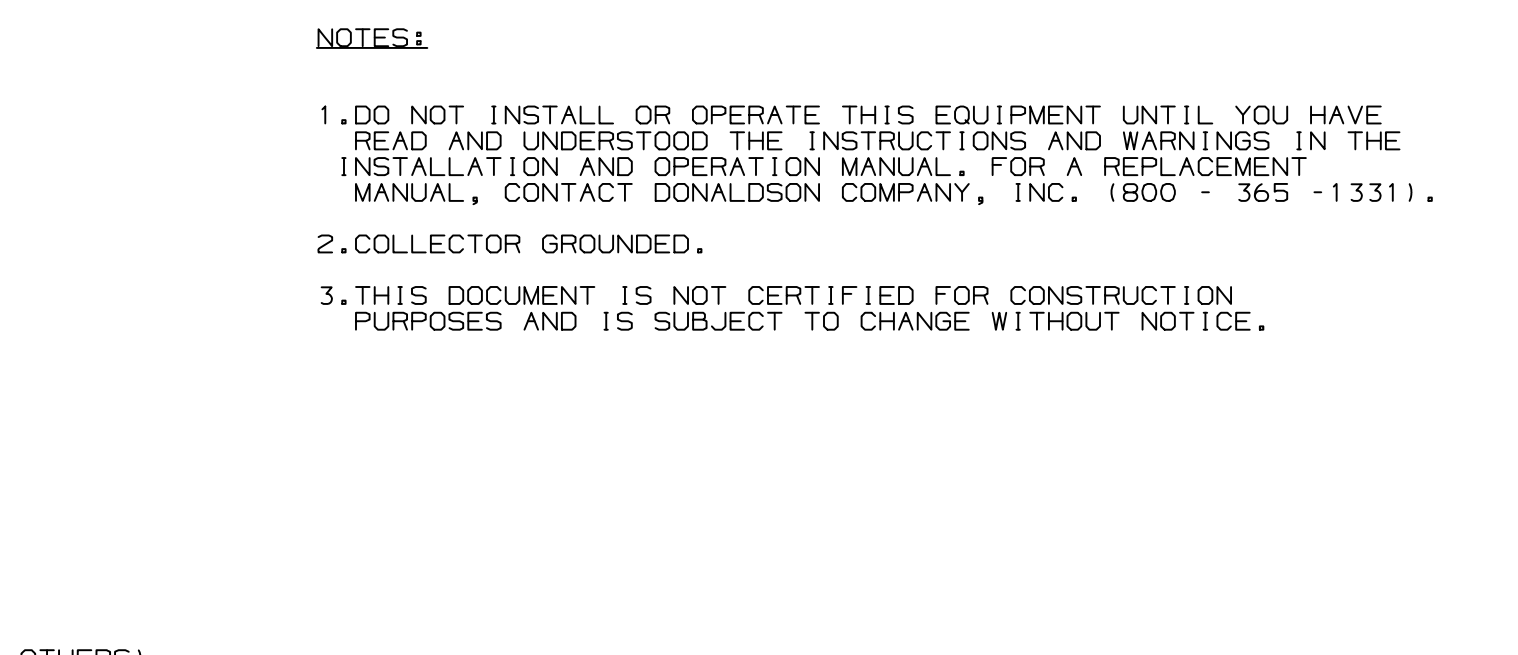 NOTES:
1.DO NOT INSTALL OR OPERATE THIS EQUIPMENT UNTIL YOU HAVE
READ AND UNDERSTOOD THE INSTRUCTIONS AND WARNINGS IN THE
INSTALLATION AND OPERATION MANUAL. FOR A REPLACEMENT
MANUAL, CONTACT DONALDSON COMPANY, INC. (800 - 365 -1331).
2.COLLECTOR GROUNDED.
3.THIS DOCUMENT IS NOT CERTIFIED FOR CONSTRUCTION
PURPOSES AND IS SUBJECT TO CHANGE WITHOUT NOTICE.
OTHERS)